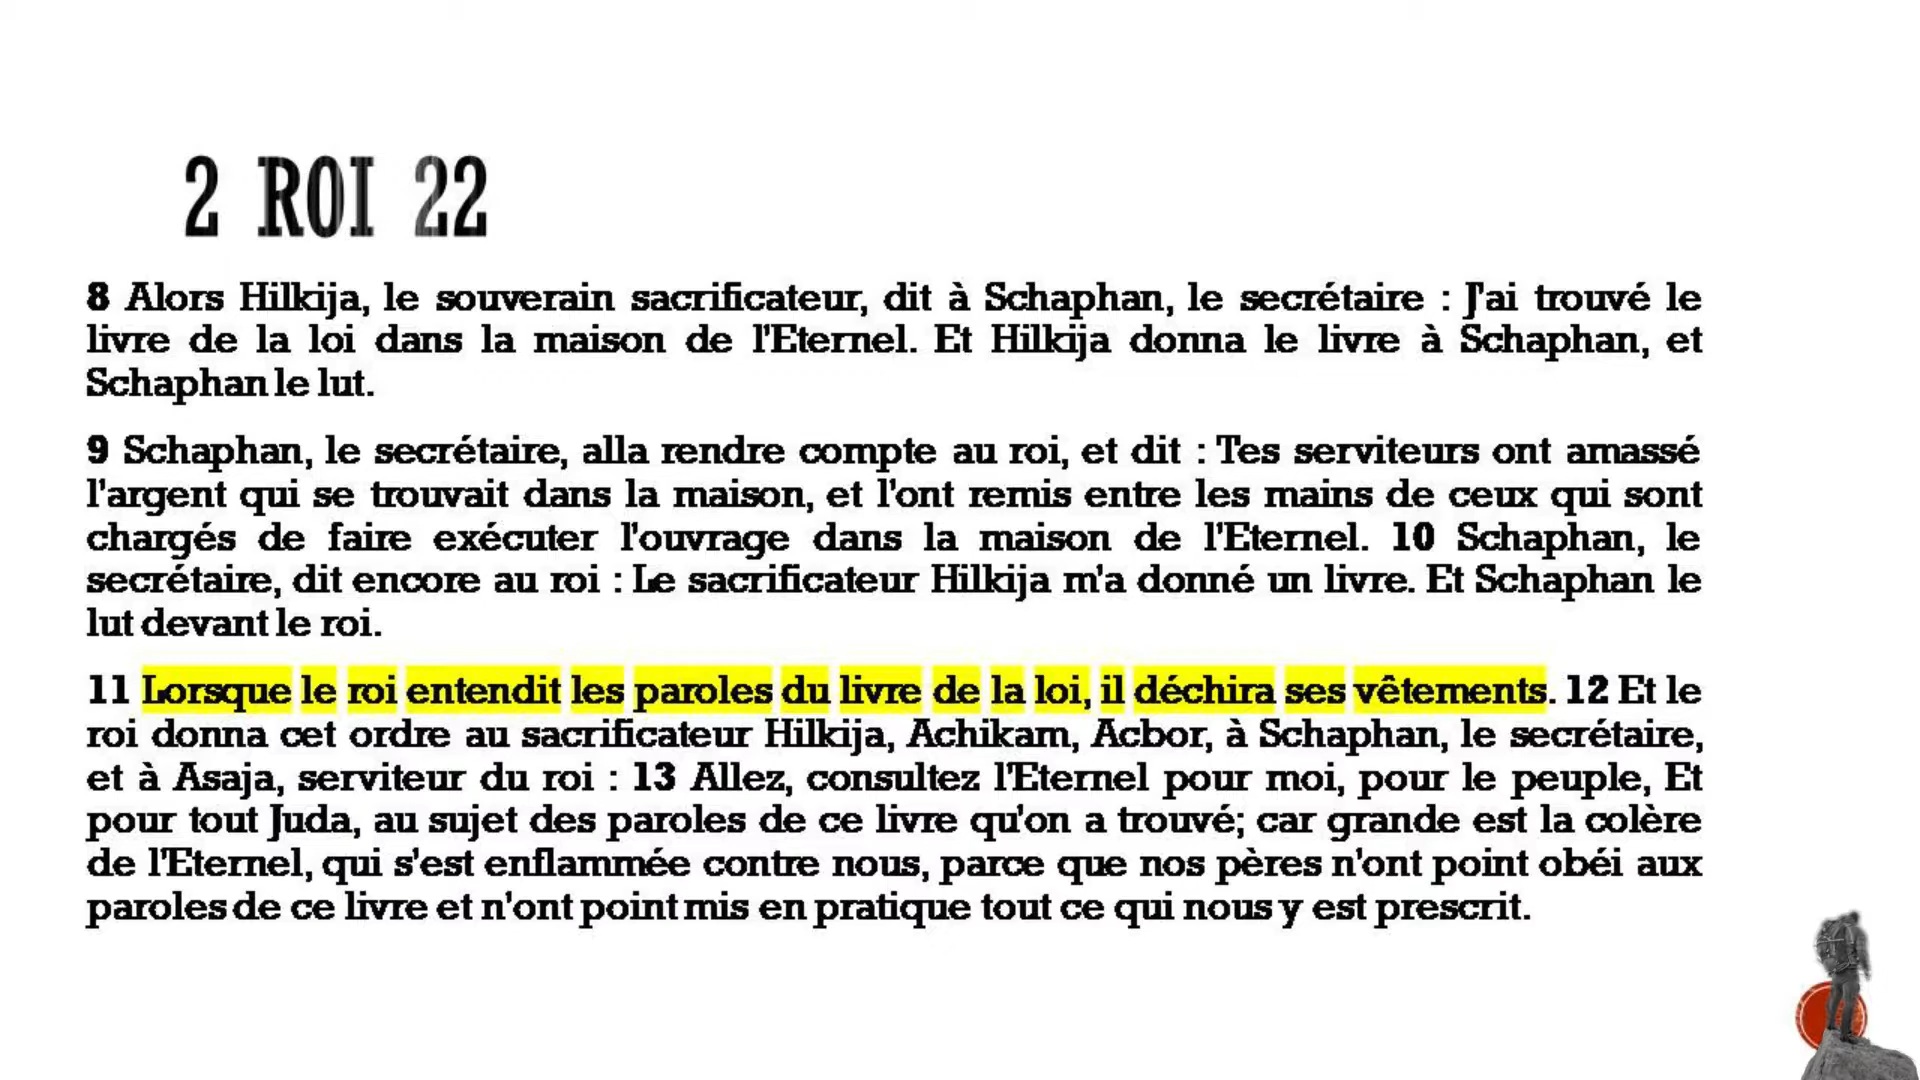 2 ROI 22
8 Alors Hilkija, le souverain sacrificateur, dit à Schaphan, le secrétaire : J'ai trouvé le
livre de la loi dans la maison de l'Eternel. Et Hilkija donna le livre à Schaphan, et
Schaphan le lut.
9 Schaphan, le secrétaire, alla rendre compte au roi, et dit : Tes serviteurs ont amassé
l'argent qui se trouvait dans la maison, et l'ont remis entre les mains de ceux qui sont
chargés de faire exécuter l'ouvrage dans la maison de l'Eternel. 10 Schaphan, le
secrétaire, dit encore au roi : Le sacrificateur Hilkija m'a donné un livre. Et Schaphan le
lut devant le roi.
11 Lorsque le roi entendit les paroles du livre de la loi, il déchira ses vêtements. 12 Et le
roi donna cet ordre au sacrificateur Hilkija, Achikam, Acbor, à Schaphan, le secrétaire,
et à Asaja, serviteur du roi : 13 Allez, consultez l'Eternel pour moi, pour le peuple, Et
pour tout Juda, au sujet des paroles de ce livre qu'on a trouvé; car grande est la colère
de l'Eternel, qui s'est enflammée contre nous, parce que nos pères n'ont point obéi aux
paroles de ce livre et n'ont point mis en pratique tout ce qui nous y est prescrit.